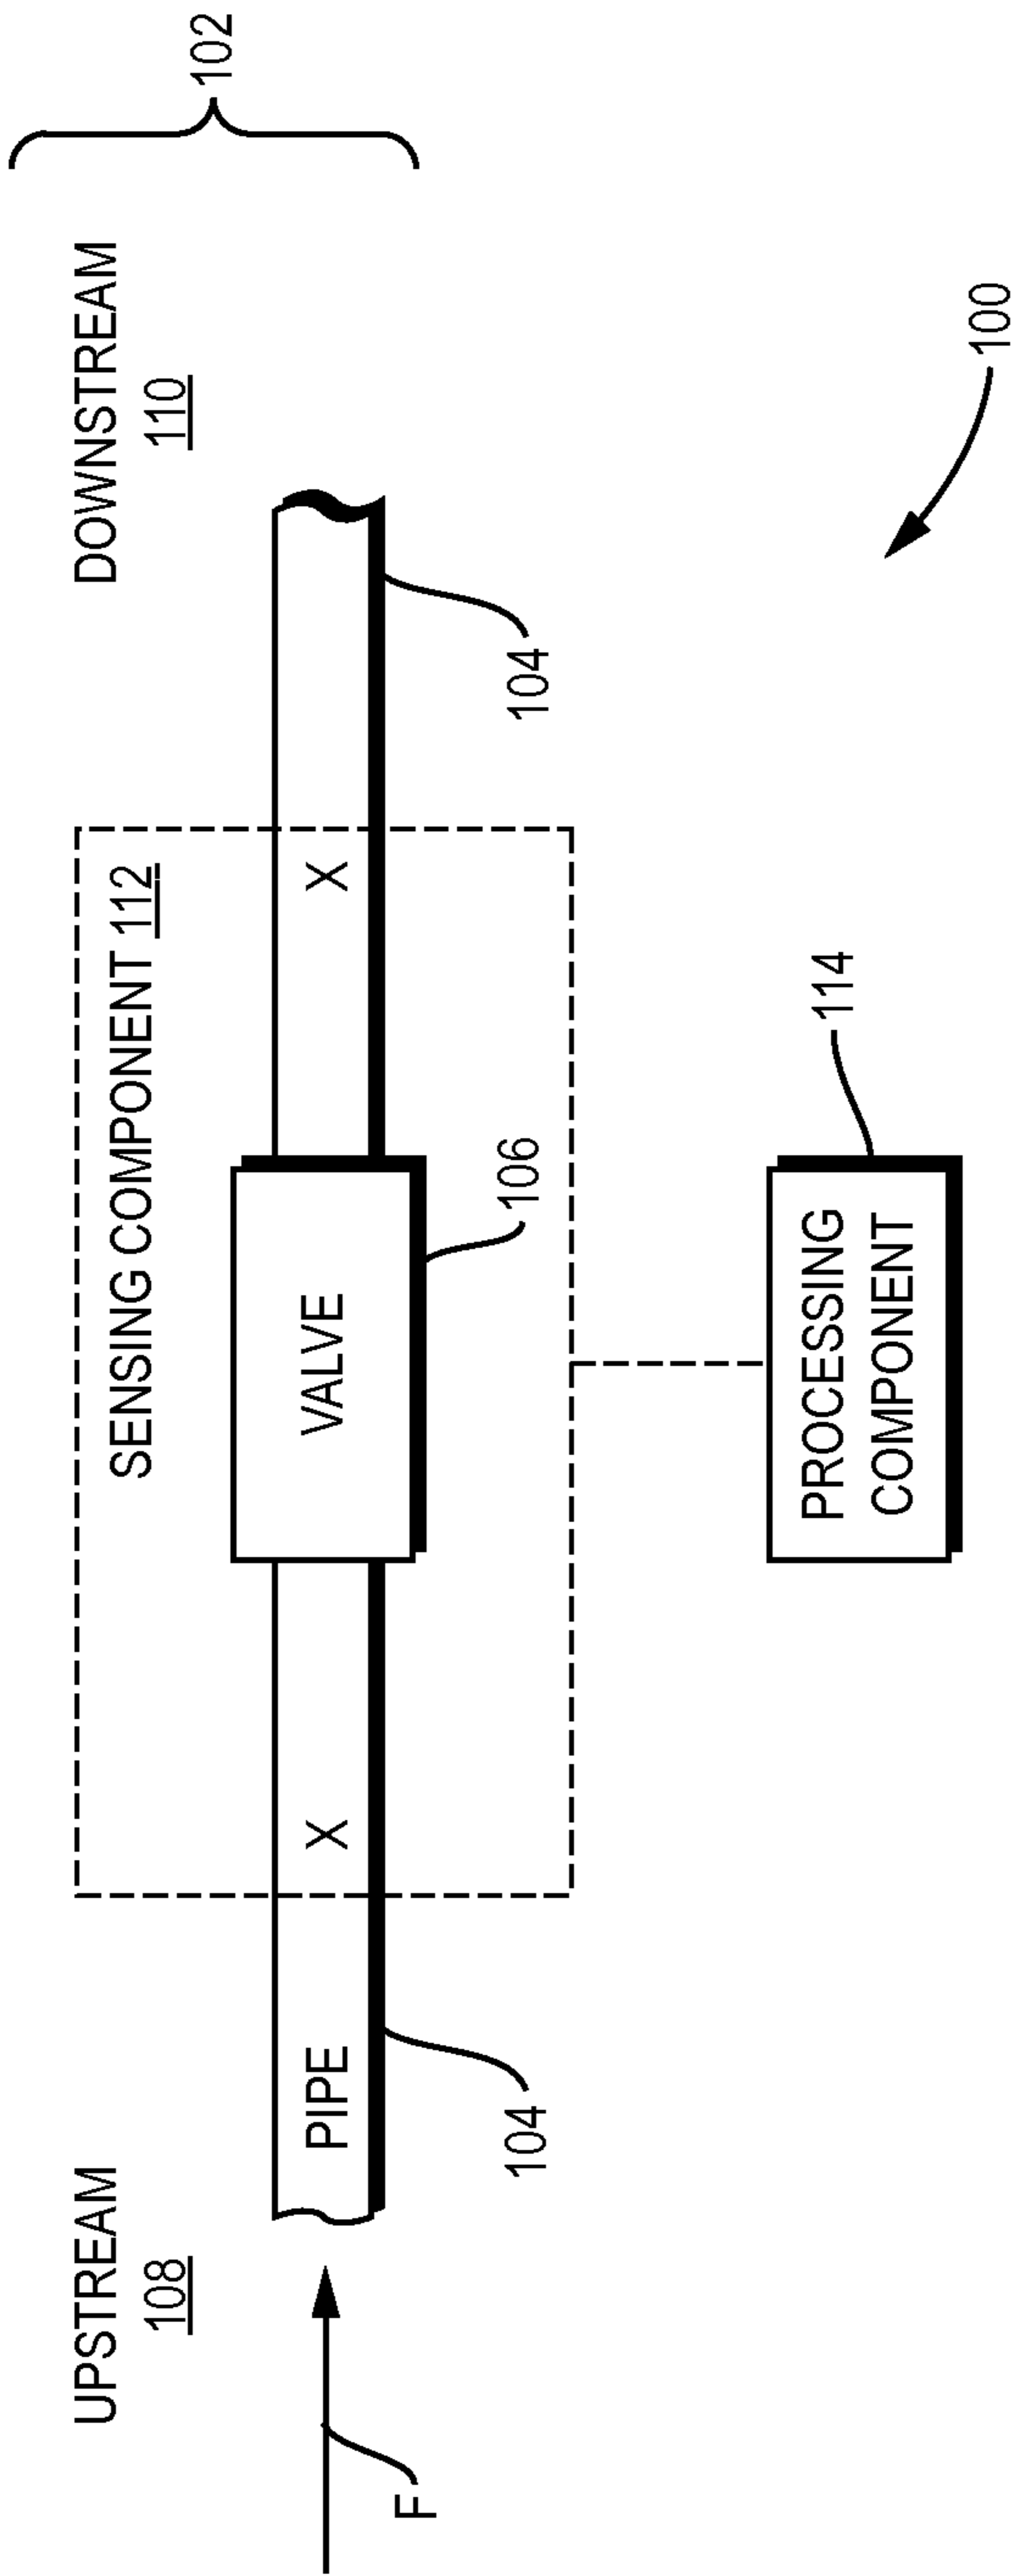 UPSTREAM
108
DOWNSTREAM
110
102
SENSING COMPONENT 112
F
PIPE
X
VALVE
X
104
106
104
PROCESSING
COMPONENT
114
100